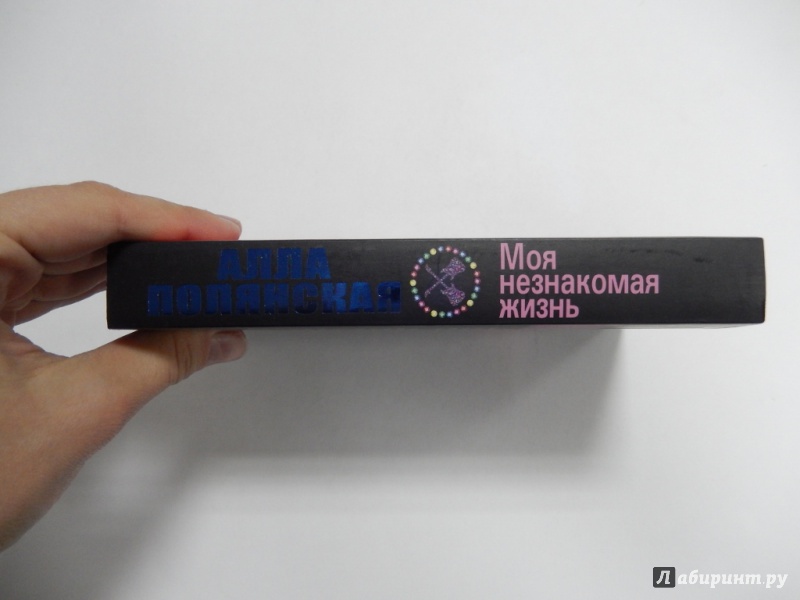 АЛЛА
ПОЛЯНСКАЯ
Моя
незнакомая
жизнь
Лабиринт.ру